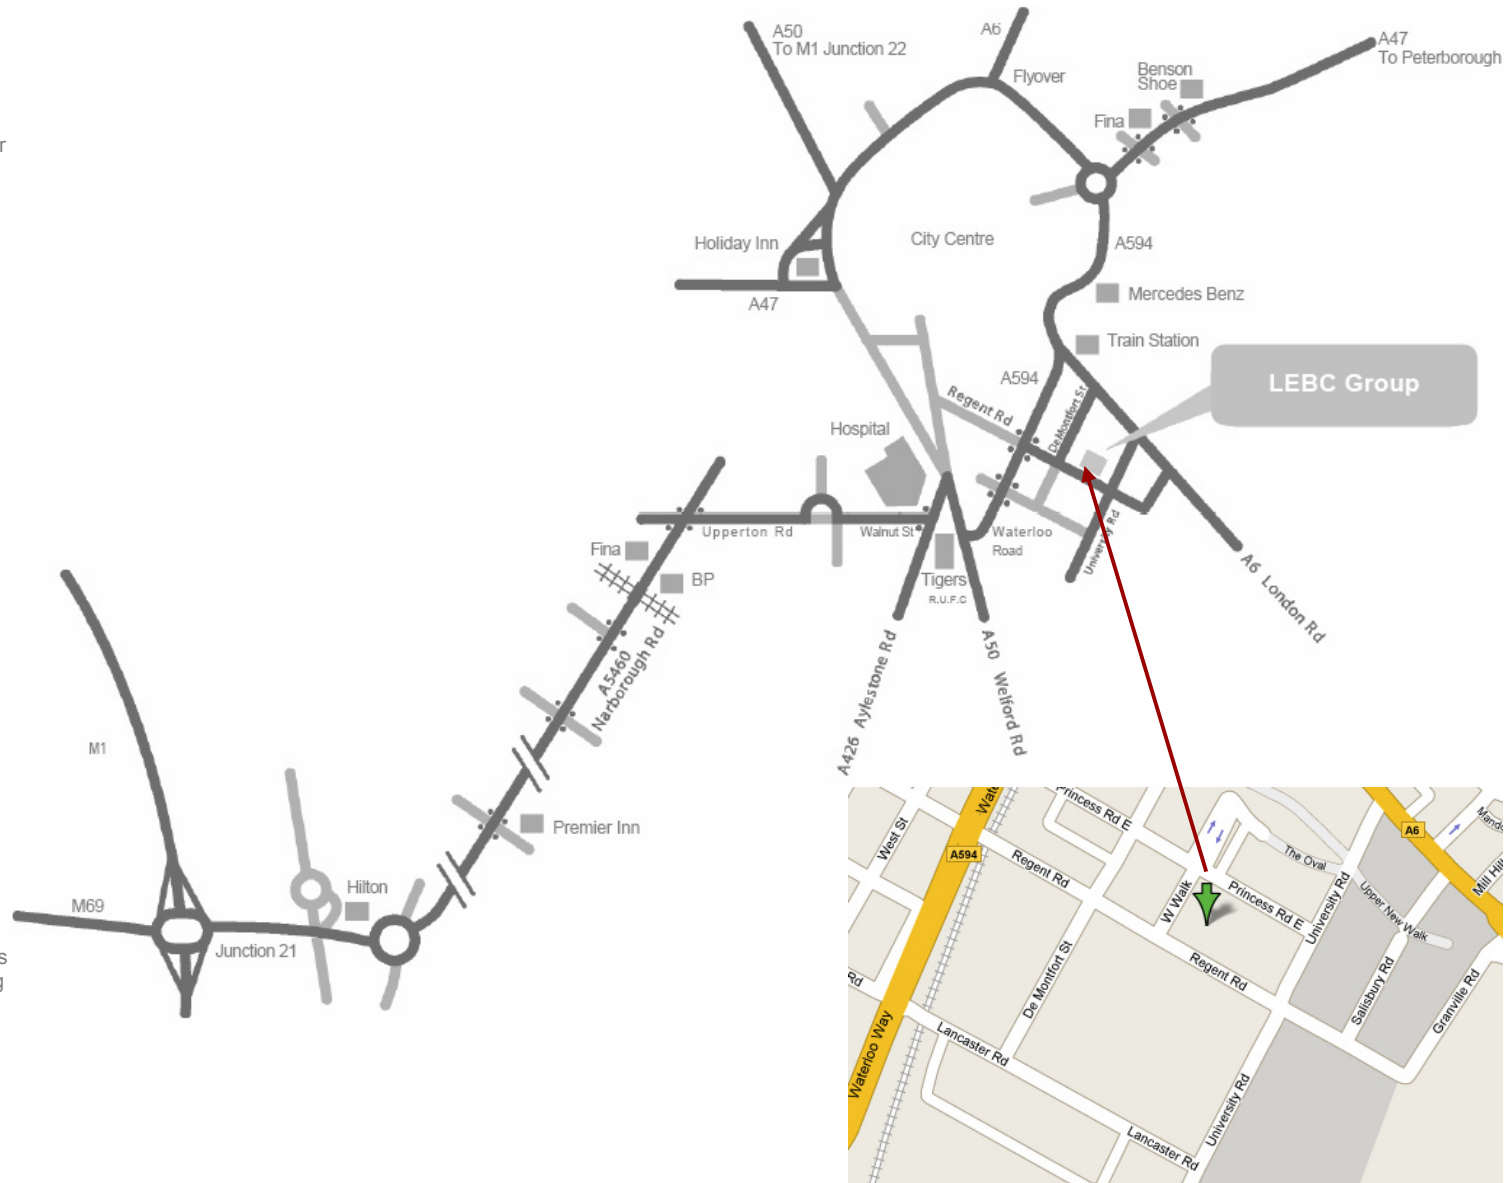 A50
To M1 Junction 22
A6
Flyover
A47
To Peterborough
Benson
Shoe
Fina
r
Holiday Inn
City Centre
A594
A47
Mercedes Benz
Train Station
A594
LEBC Group
Regent Rd
DeMontfort St
Hospital
Upperton Rd
Walnut St
Waterloo
Road
University Rd
Fina
BP
Tigers
R.U.F.C
A6 London Rd
A5460
Narborough Rd
A426 Aylestone Rd
A50 Welford Rd
M1
Premier Inn
Hilton
M69
Junction 21
s
g
Princess Rd E
West St
A594
Regent Rd
A6
The Oval
Mill Hill
W Walk
Princess Rd E
University Rd
Upper New Walk
Regent Rd
De Montfort St
Salisbury Rd
Granville Rd
Rd
Waterloo Way
Lancaster Rd
University Rd
Lancaster Rd